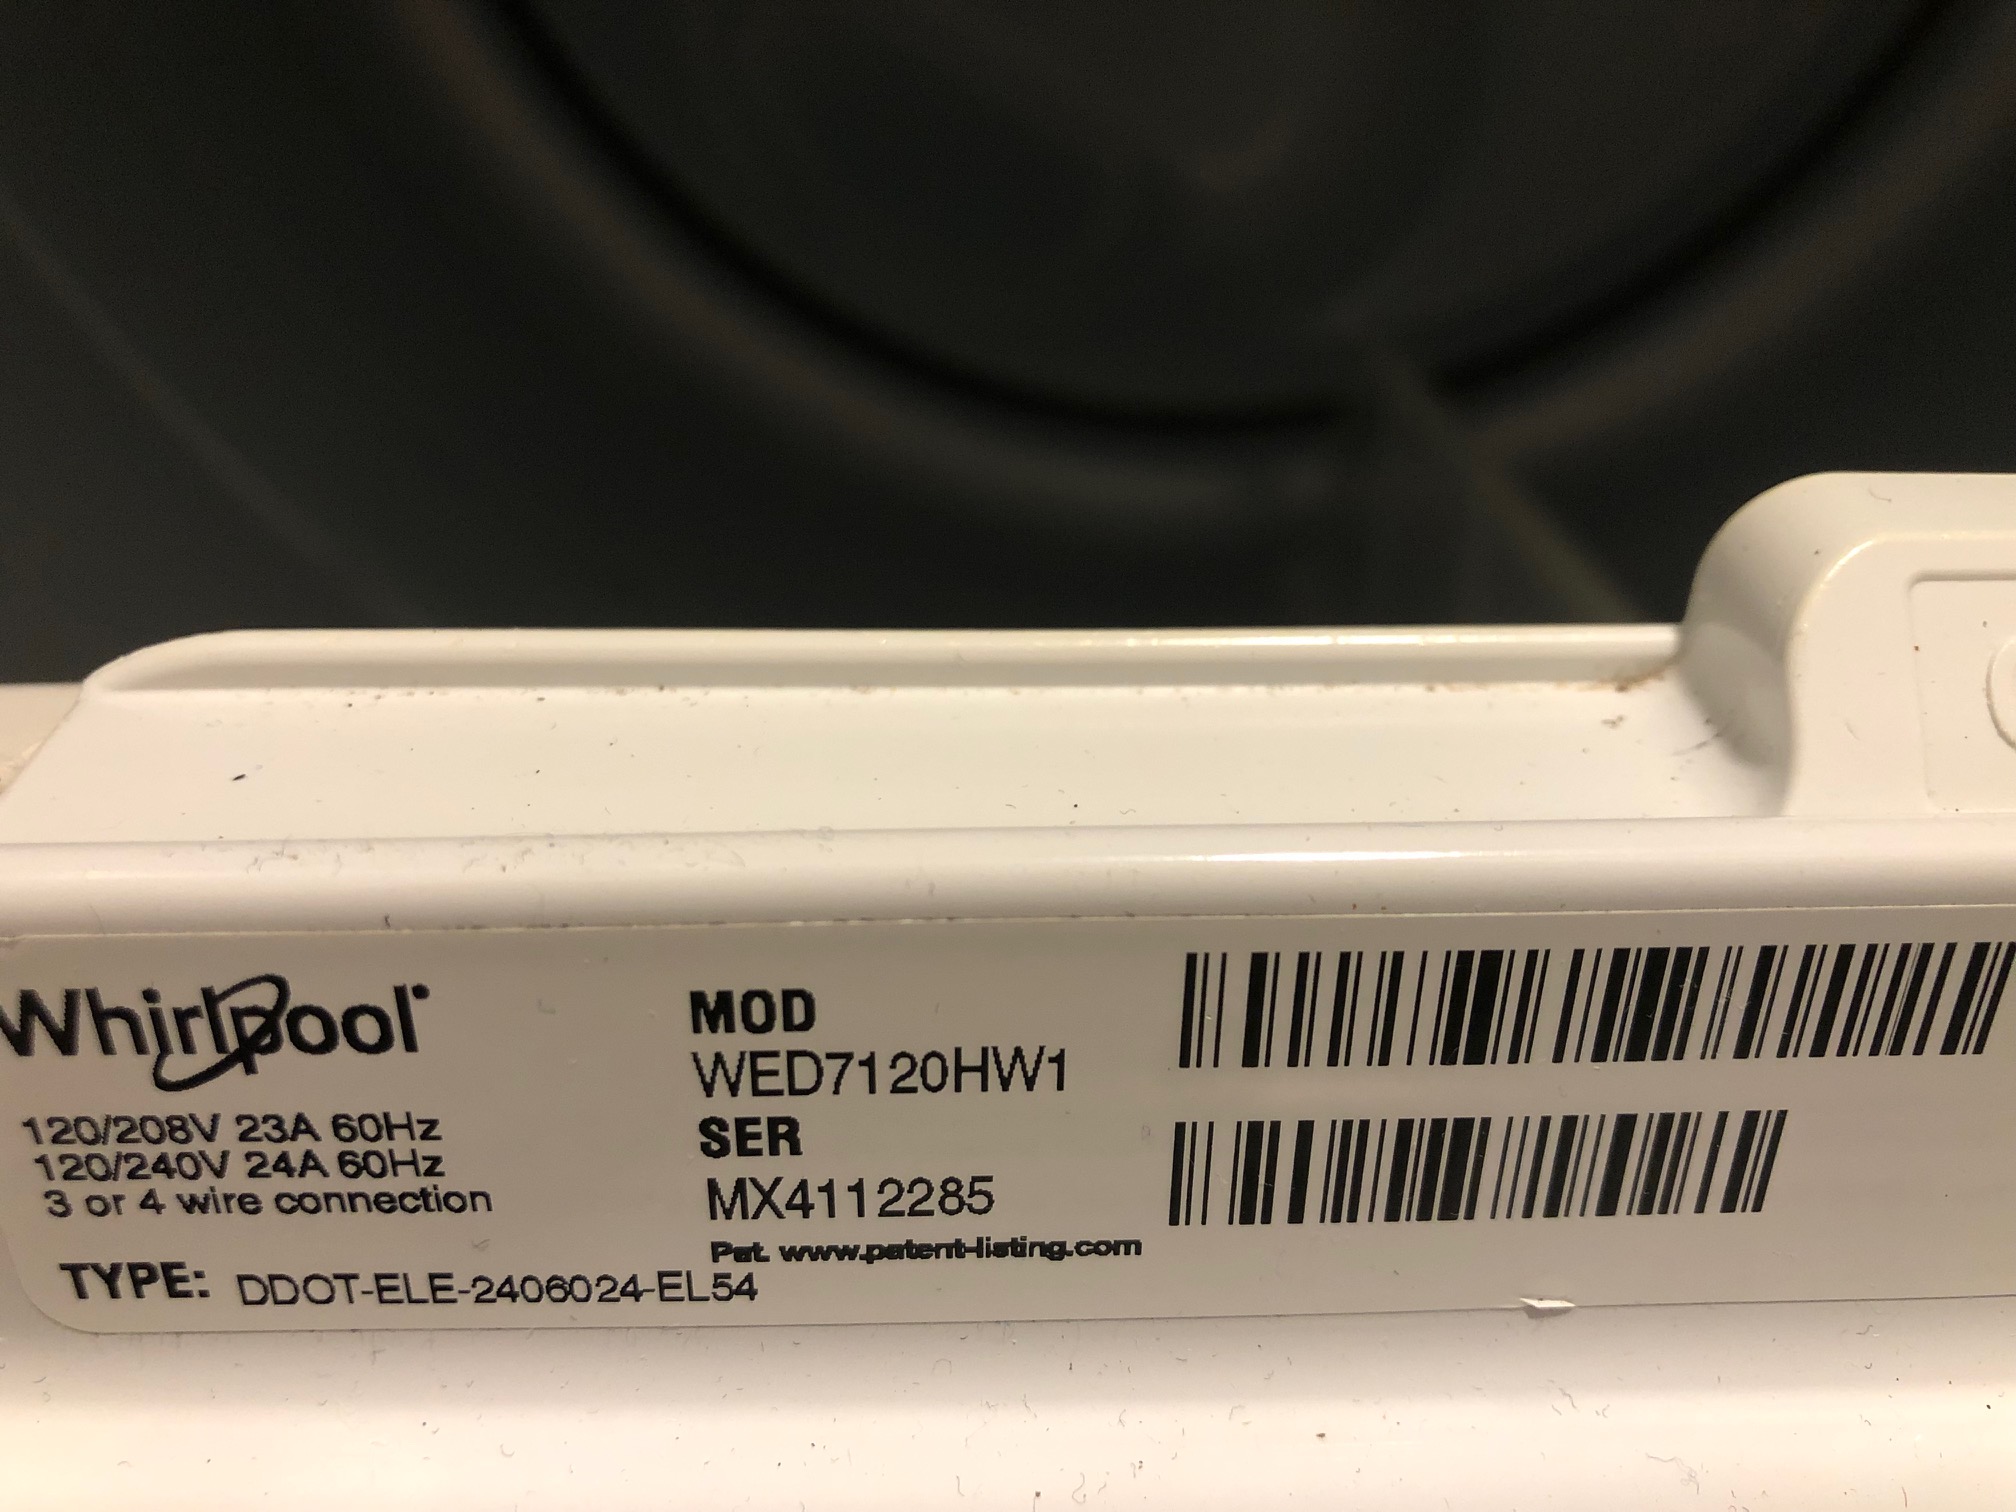 Whirlpool
120/208V 23A 60Hz
120/240V 24A 60Hz
3 or 4 wire connection
TYPE: DDOT-ELE-2406024-EL54
MOD
WED7120HW1
SER
MX4112285
Pat. www.patent-listing.com